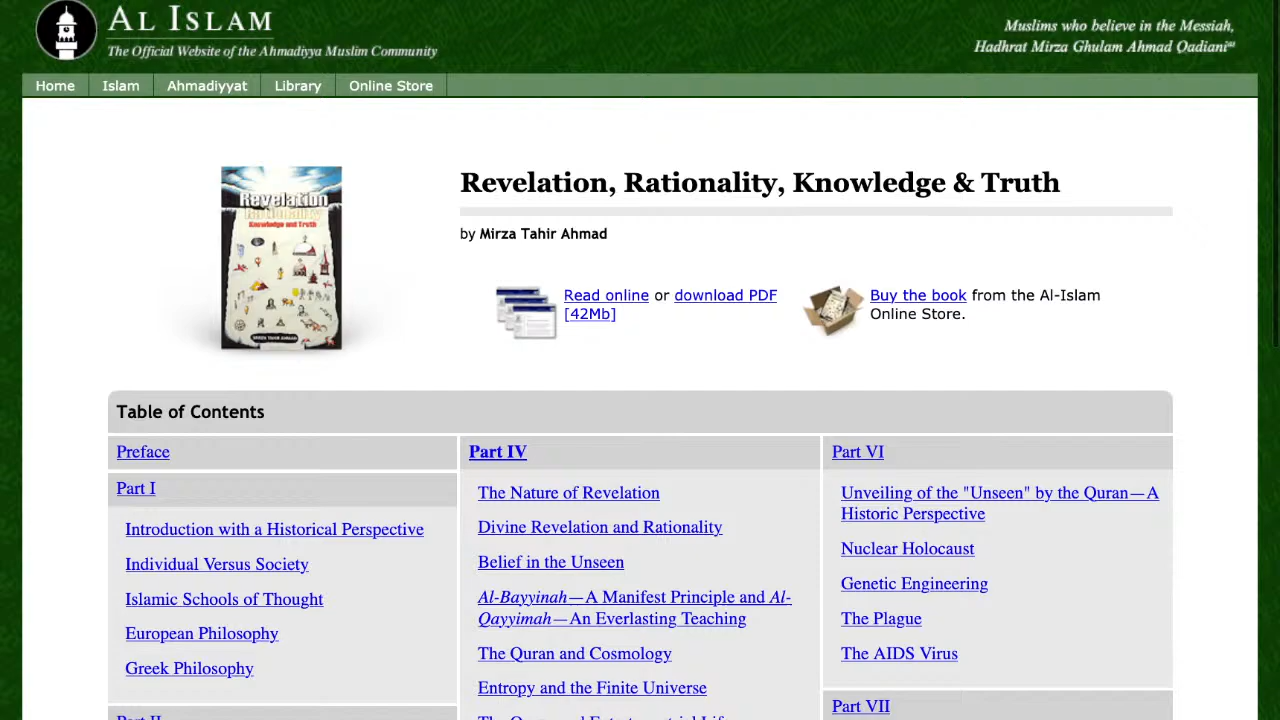 AL ISLAM
The Official Website of the Ahmadiyya Muslim Community
Muslims who believe in the Messiah,
Hadhrat Mirza Ghulam Ahmad Qadiani
Home
Islam
Ahmadiyyat
Library
Online Store
Revelation
Rationality
Knowledge and Truth
MIRZA TAHIR AHMAD
Revelation, Rationality, Knowledge & Truth
by Mirza Tahir Ahmad
Read online or download PDF
[42Mb]
Buy the book from the Al-Islam
Online Store.
Table of Contents
Preface
Part I
Introduction with a Historical Perspective
Individual Versus Society
Islamic Schools of Thought
European Philosophy
Greek Philosophy
Part II
Part IV
The Nature of Revelation
Divine Revelation and Rationality
Belief in the Unseen
Al-Bayyinah—A Manifest Principle and Al-
Qayyimah—An Everlasting Teaching
The Quran and Cosmology
Entropy and the Finite Universe
Part VI
Unveiling of the "Unseen" by the Quran—A
Historic Perspective
Nuclear Holocaust
Genetic Engineering
The Plague
The AIDS Virus
Part VII